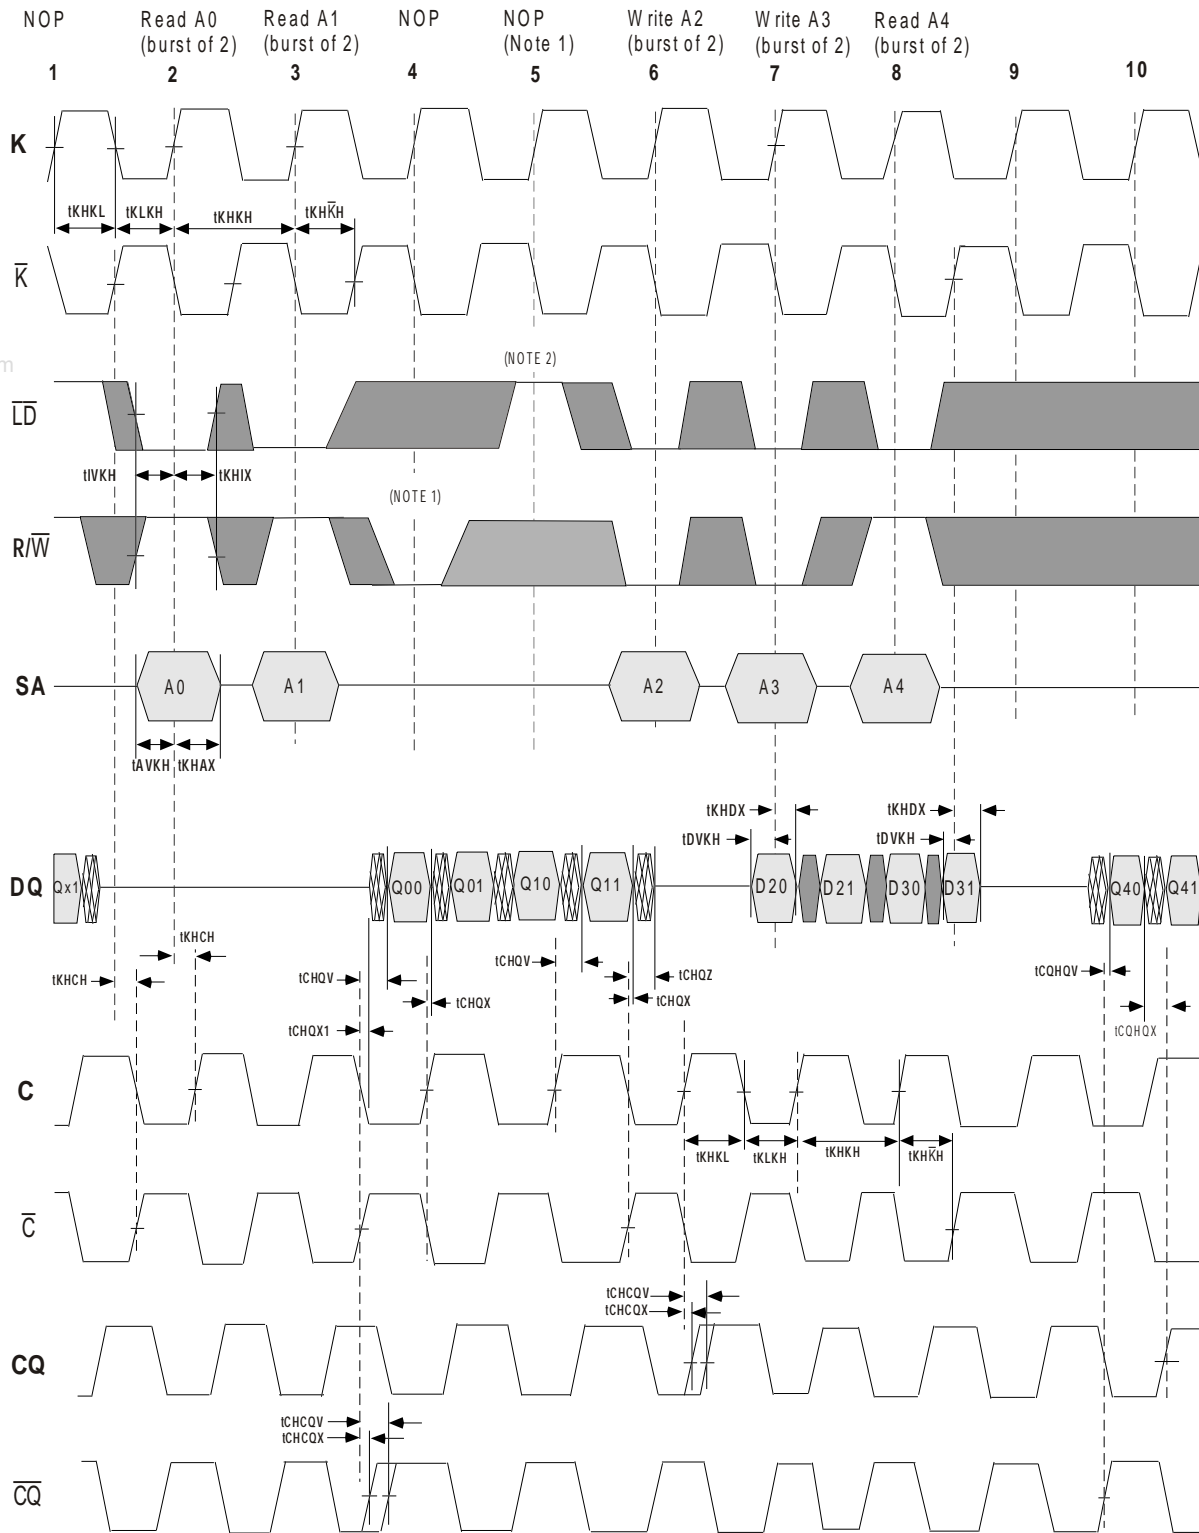 NOP Read A0 Read A1 NOP NOP Write A2 Write A3 Read A4
(burst of 2) (burst of 2) (Note 1) (burst of 2) (burst of 2) (burst of 2)
1 2 3 4 5 6 7 8 9 10
K
tKHKL tKLKH tKHKH tKHK̅H
K̅
m
(NOTE 2)
L̅D̅
tIVKH tKHIX
(NOTE 1)
R/W̅
SA A0 A1 A2 A3 A4
tAVKH tKHAX
tKHDX tKHDX
tDVKH tDVKH
DQ Qx1 Q00 Q01 Q10 Q11 D20 D21 D30 D31 Q40 Q41
tKHCH
tKHCH tCHQV tCHQV tCHQZ tCQHQV
tCHQX tCHQX
tCHQX1 tCQHQX
C
tKHKL tKLKH tKHKH tKHK̅H
C̅
tCHCQV
tCHCQX
CQ
tCHCQV
tCHCQX
C̅Q̅